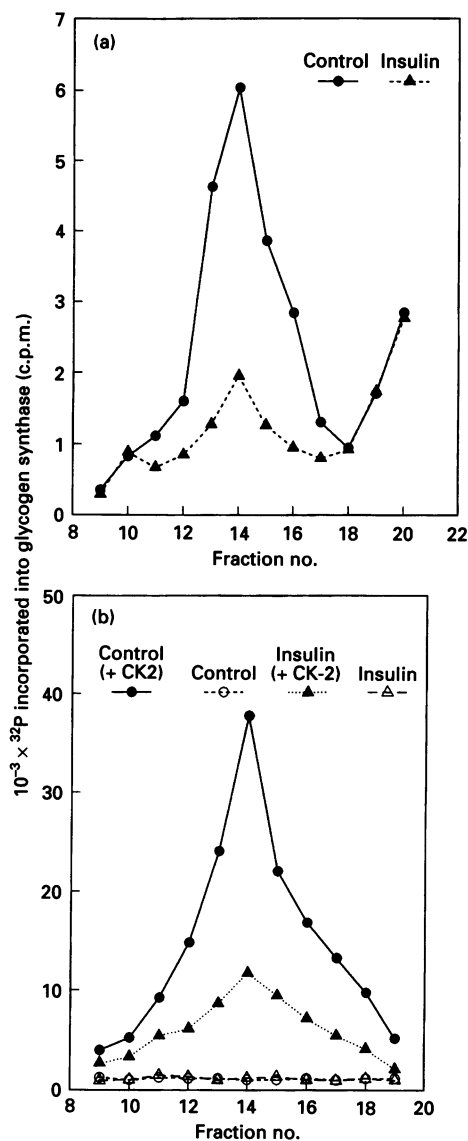 10⁻³ × ³²P incorporated into glycogen synthase (c.p.m.)
(a)
Control Insulin
7
6
5
4
3
2
1
0
8 10 12 14 16 18 20 22
Fraction no.
(b)
Control (+ CK2)
Control
Insulin (+ CK-2)
Insulin
50
40
30
20
10
0
8 10 12 14 16 18 20
Fraction no.